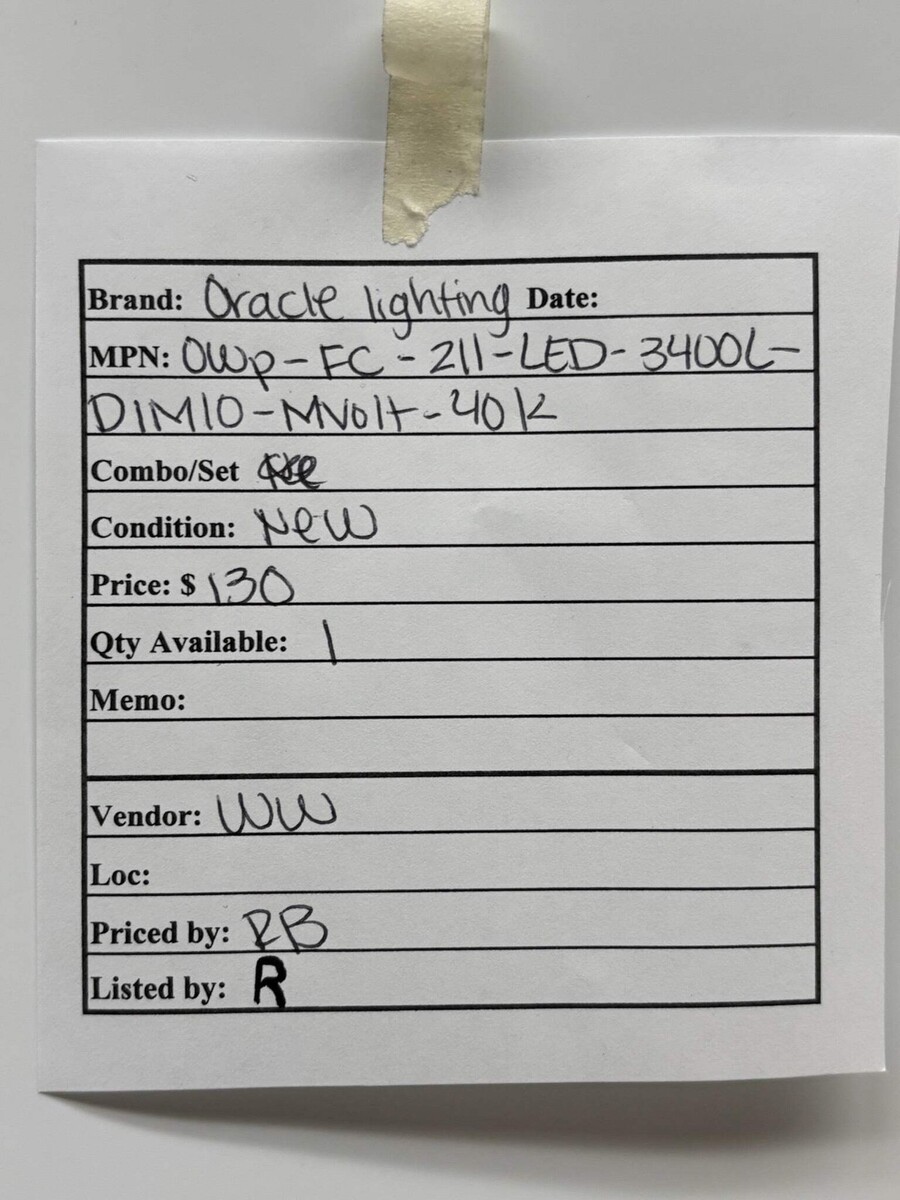 Brand: Oracle lighting Date:
MPN: OWp-FC-211-LED-3400L-
DIM10-MVolt-40K
Combo/Set
Condition: New
Price: $ 130
Qty Available: 1
Memo:
Vendor: WW
Loc:
Priced by: RB
Listed by: R